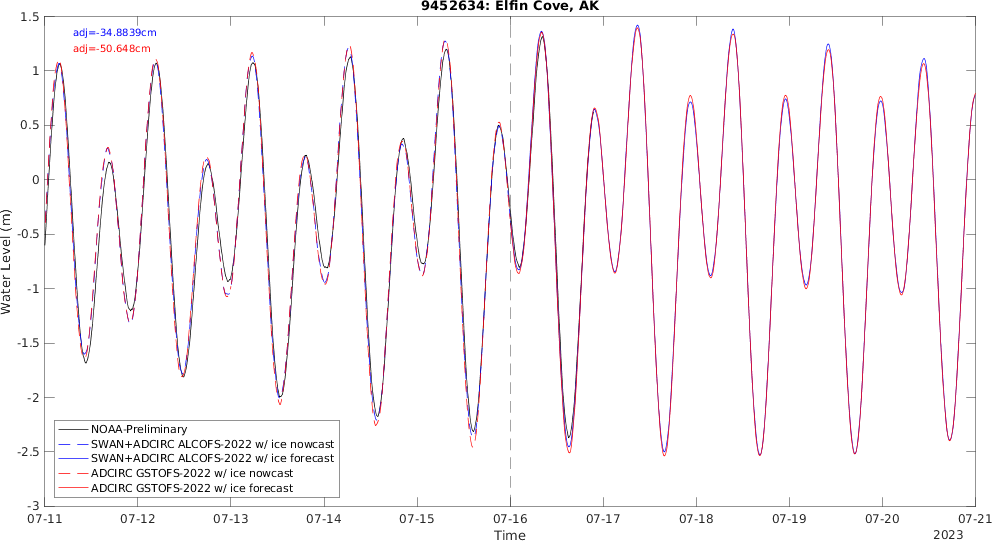 9452634: Elfin Cove, AK
adj=-34.8839cm
adj=-50.648cm
Water Level (m)
1.5
1
0.5
0
-0.5
-1
-1.5
-2
-2.5
-3
NOAA-Preliminary
SWAN+ADCIRC ALCOFS-2022 w/ ice nowcast
SWAN+ADCIRC ALCOFS-2022 w/ ice forecast
ADCIRC GSTOFS-2022 w/ ice nowcast
ADCIRC GSTOFS-2022 w/ ice forecast
07-11 07-12 07-13 07-14 07-15 07-16 07-17 07-18 07-19 07-20 07-21
Time
2023